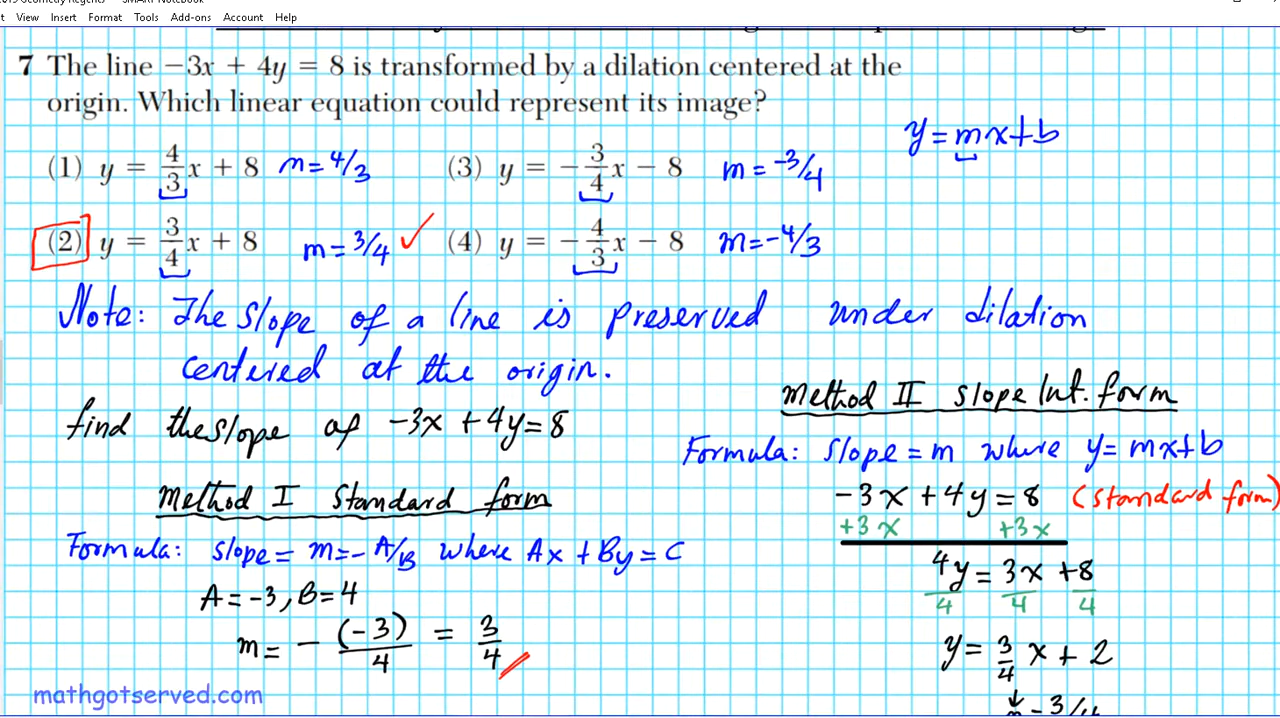 View Insert Format Tools Add-ons Account Help
7 The line −3x + 4y = 8 is transformed by a dilation centered at the
origin. Which linear equation could represent its image?
y = mx+b
(1) y = 4/3 x + 8 m = 4/3 (3) y = −3/4 x − 8 m = −3/4
(2) y = 3/4 x + 8 m = 3/4 ✓ (4) y = −4/3 x − 8 m = −4/3
Note: The slope of a line is preserved under dilation
centered at the origin.
find the slope of −3x + 4y = 8
Method I Standard form
Formula: slope = m = −A/B where Ax + By = C
A = −3, B = 4
m = −(−3)/4 = 3/4
mathgotserved.com
Method II slope Int. form
Formula: slope = m where y = mx+b
−3x + 4y = 8 (standard form)
+3x +3x
4y = 3x + 8
4 4 4
y = 3/4 x + 2